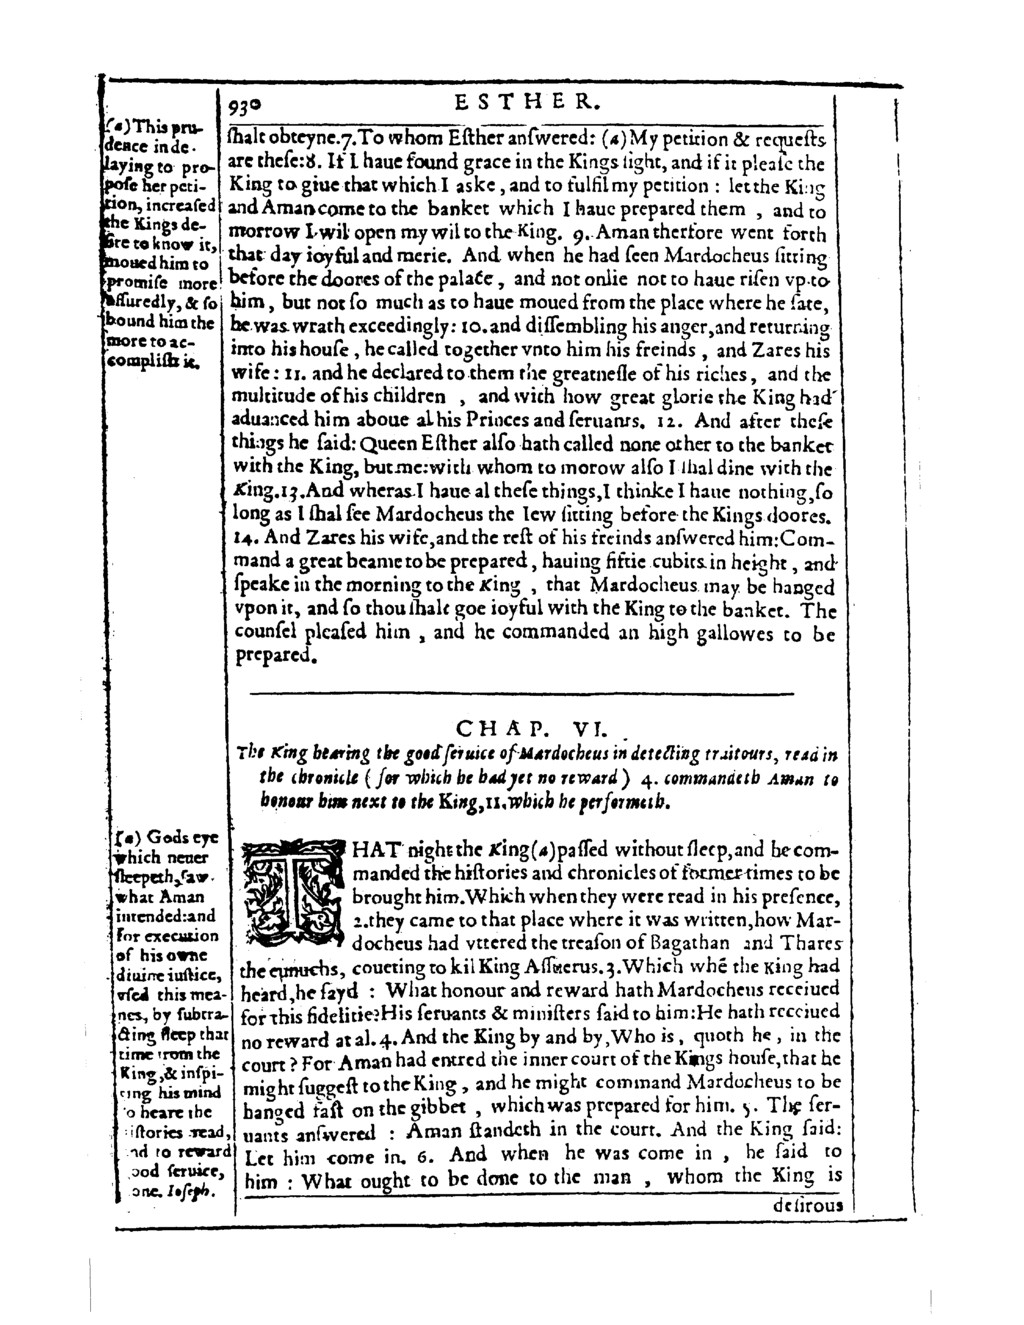 930
ESTHER.
ſhalt obteyne.7.To whom Eſther anſwered: (a) My petition & requeſts
are theſe:8. If I haue found grace in the Kings ſight, and if it pleaſe the
King to giue that which I aske, and to fulfil my petition : let the King
and Aman come to the banket which I haue prepared them , and to
morrow I wil open my wil to the King. 9. Aman therfore went forth
that day ioyful and merie. And when he had ſeen Mardocheus ſitting
before the doores of the palace , and not onlie not to haue riſen vp to
him, but not ſo much as to haue moued from the place where he ſate,
he was wrath exceedingly: 10. and diſſembling his anger,and returning
into his houſe , he called together vnto him his freinds , and Zares his
wife : 11. and he declared to them the greatneſſe of his riches, and the
multitude of his children , and with how great glorie the King had
aduanced him aboue al his Princes and ſeruants. 12. And after theſe
things he ſaid: Queen Eſther alſo hath called none other to the banket
with the King, but me: with whom to morow alſo I ſhal dine with the
King.13.And wheras I haue al theſe things,I thinke I haue nothing,ſo
long as I ſhal ſee Mardocheus the Iew ſitting before the Kings doores.
14. And Zares his wife,and the reſt of his freinds anſwered him:Com-
mand a great beame to be prepared, hauing fiftie cubits in height, and
ſpeake in the morning to the King , that Mardocheus may be hanged
vpon it, and ſo thou ſhalt goe ioyful with the King to the banket. The
counſel pleaſed him , and he commanded an high gallowes to be
prepared.
(a) This pru-
dence in de-
laying to pro-
poſe her peti-
tion, increaſed
the Kings de-
ſire to know it,
moued him to
promiſe more
aſſuredly, & ſo
bound him the
more to ac-
compliſh it.
CHAP. VI.
The King hearing the good ſeruice of Mardocheus in detecting traitours, read in
the chronicle ( for which he had yet no reward ) 4. commandeth Aman to
honour him next to the King,11,which he performeth.
THAT night the King(a)paſſed without ſleep,and he com-
manded the hiſtories and chronicles of former times to be
brought him.Which when they were read in his preſence,
2.they came to that place where it was written,how Mar-
docheus had vttered the treaſon of Bagathan and Thares
the eunuchs, coueting to kil King Aſſuerus.3.Which whē the King had
heard,he ſayd : What honour and reward hath Mardocheus receiued
for this fidelitie?His ſeruants & miniſters ſaid to him:He hath receiued
no reward at al.4.And the King by and by,Who is, quoth he , in the
court ? For Aman had entred the inner court of the Kings houſe,that he
might ſuggeſt to the King , and he might command Mardocheus to be
hanged faſt on the gibbet , which was prepared for him. 5. The ſer-
uants anſwered : Aman ſtandeth in the court. And the King ſaid:
Let him come in. 6. And when he was come in , he ſaid to
him : What ought to be done to the man , whom the King is
deſirous
(a) Gods eye
which neuer
ſleepeth, ſaw
what Aman
intended:and
for execution
of his owne
diuine iuſtice,
vſed this mea-
nes, by ſubtra-
cting ſleep that
time from the
King, & inſpi-
ring his mind
to heare the
hiſtories read,
and to reward
good ſeruice,
Ioſeph.